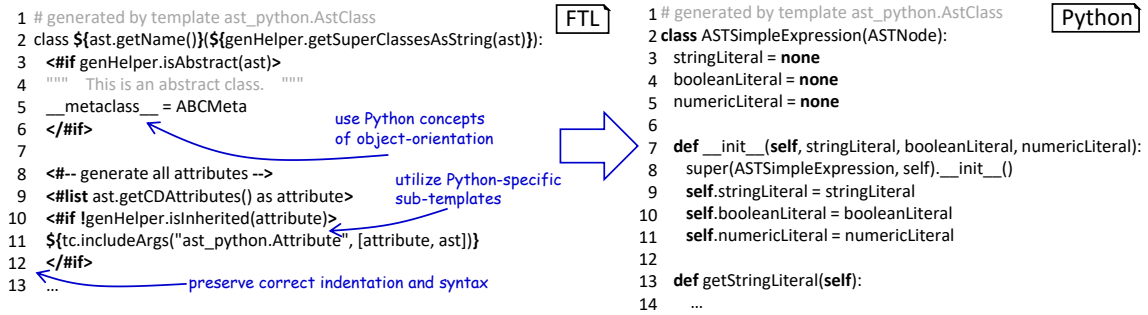 FTL
1 # generated by template ast_python.AstClass
2 class ${ast.getName()}(${genHelper.getSuperClassesAsString(ast)}):
3 <#if genHelper.isAbstract(ast)>
4 """ This is an abstract class. """
5 __metaclass__ = ABCMeta
6 </#if>
7
8 <#-- generate all attributes -->
9 <#list ast.getCDAttributes() as attribute>
10 <#if !genHelper.isInherited(attribute)>
11 ${tc.includeArgs("ast_python.Attribute", [attribute, ast])}
12 </#if>
13 …
use Python concepts
of object-orientation
utilize Python-specific
sub-templates
preserve correct indentation and syntax
Python
1 # generated by template ast_python.AstClass
2 class ASTSimpleExpression(ASTNode):
3 stringLiteral = none
4 booleanLiteral = none
5 numericLiteral = none
6
7 def __init__(self, stringLiteral, booleanLiteral, numericLiteral):
8 super(ASTSimpleExpression, self).__init__()
9 self.stringLiteral = stringLiteral
10 self.booleanLiteral = booleanLiteral
11 self.numericLiteral = numericLiteral
12
13 def getStringLiteral(self):
14 …